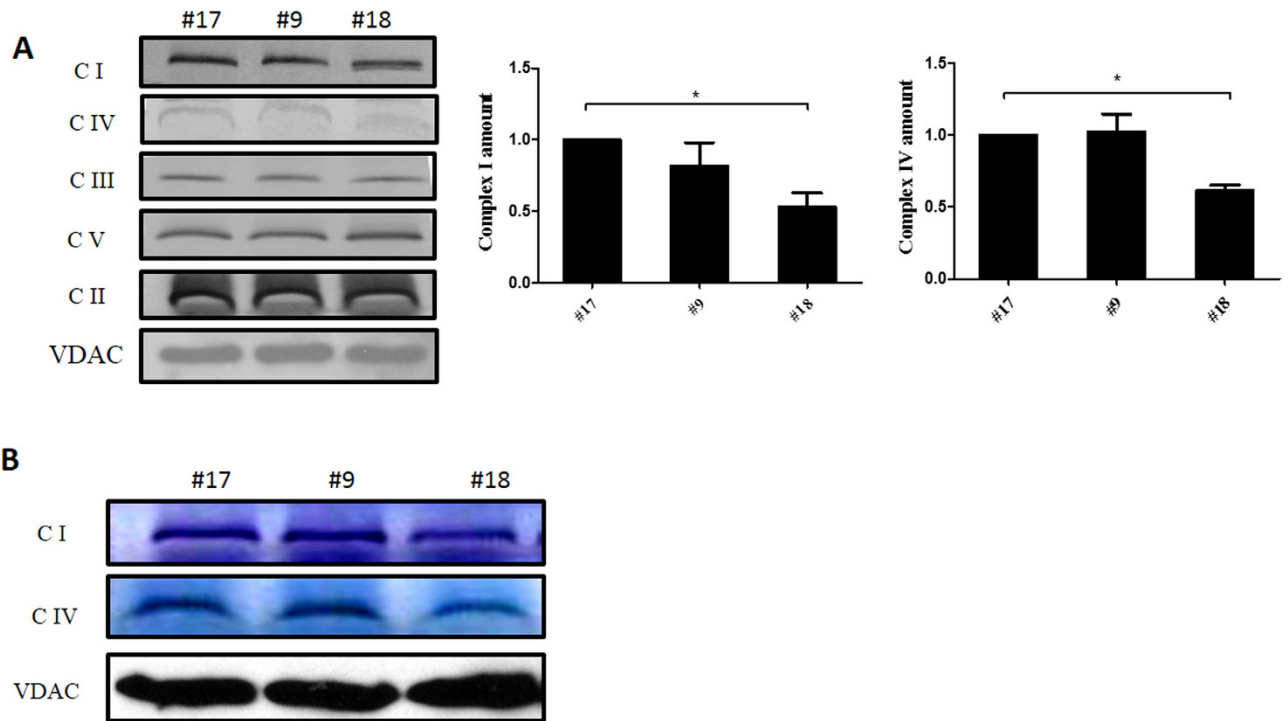 A
#17 #9 #18
C I
C IV
C III
C V
C II
VDAC
Complex I amount
1.5
1.0
0.5
0.0
*
#17 #9 #18
Complex IV amount
1.5
1.0
0.5
0.0
*
#17 #9 #18
B
#17 #9 #18
C I
C IV
VDAC